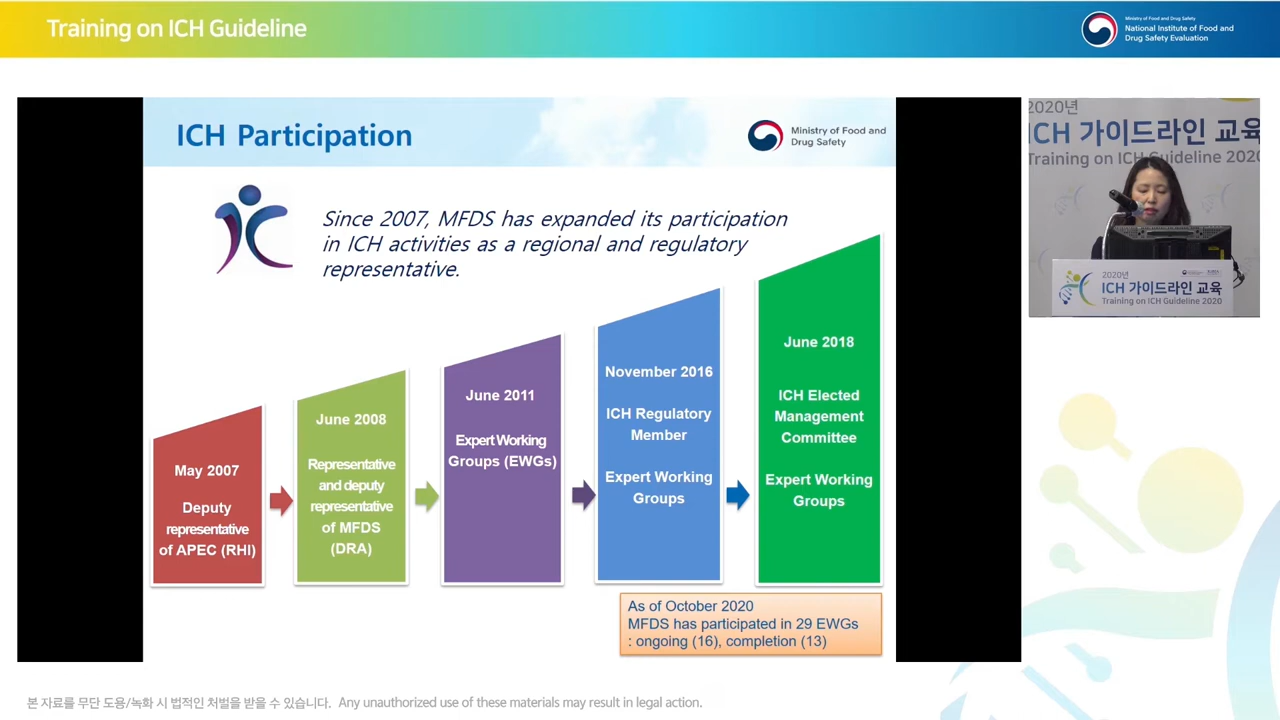 Training on ICH Guideline
Ministry of Food and Drug Safety
National Institute of Food and
Drug Safety Evaluation
ICH Participation
Ministry of Food and
Drug Safety
Since 2007, MFDS has expanded its participation
in ICH activities as a regional and regulatory
representative.
May 2007
Deputy
representative
of APEC (RHI)
June 2008
Representative
and deputy
representative
of MFDS
(DRA)
June 2011
Expert Working
Groups (EWGs)
November 2016
ICH Regulatory
Member
Expert Working
Groups
June 2018
ICH Elected
Management
Committee
Expert Working
Groups
As of October 2020
MFDS has participated in 29 EWGs
: ongoing (16), completion (13)
2020년
ICH 가이드라인 교육
Training on ICH Guideline 2020
2020년
ICH 가이드라인 교육
Training on ICH Guideline 2020
본 자료를 무단 도용/녹화 시 법적인 처벌을 받을 수 있습니다. Any unauthorized use of these materials may result in legal action.